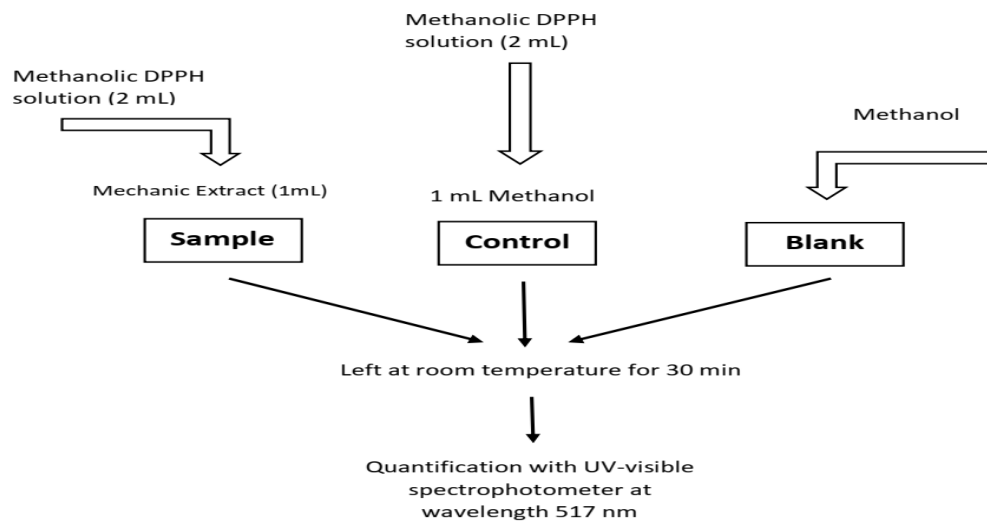 Methanolic DPPH
solution (2 mL)
Methanolic DPPH
solution (2 mL)
Methanol
Mechanic Extract (1mL)
1 mL Methanol
Sample
Control
Blank
Left at room temperature for 30 min
Quantification with UV-visible
spectrophotometer at
wavelength 517 nm